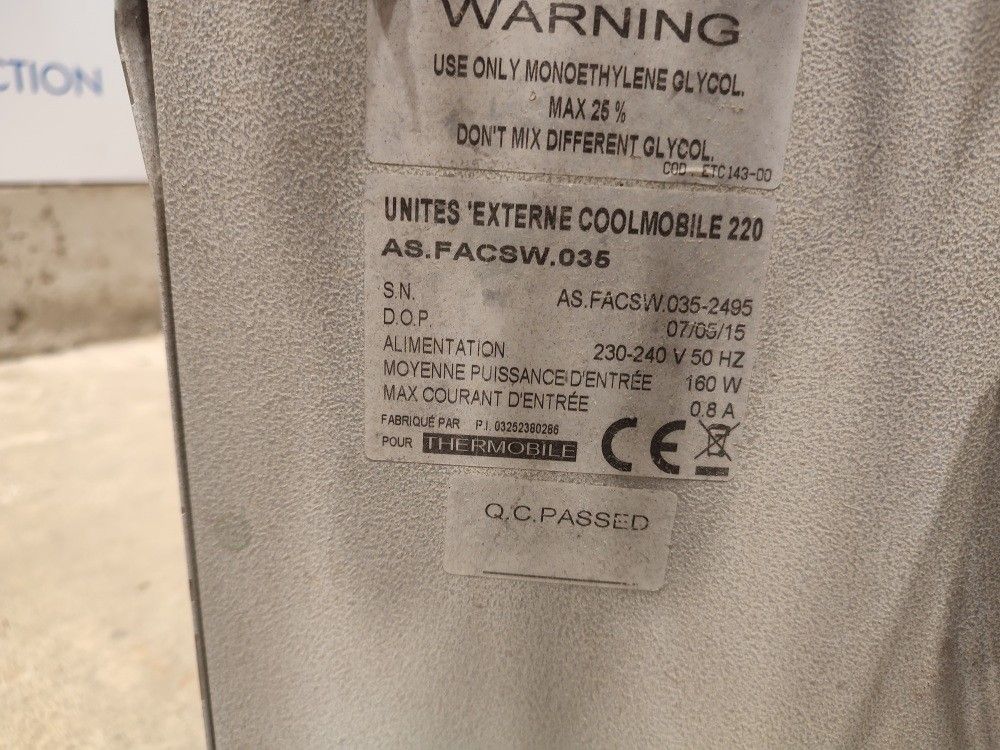 CTION
WARNING
USE ONLY MONOETHYLENE GLYCOL.
MAX 25 %
DON'T MIX DIFFERENT GLYCOL.
COD. ETC143-00
UNITES 'EXTERNE COOLMOBILE 220
AS.FACSW.035
S.N. AS.FACSW.035-2495
D.O.P. 07/05/15
ALIMENTATION 230-240 V 50 HZ
MOYENNE PUISSANCE D'ENTRÉE 160 W
MAX COURANT D'ENTRÉE 0.8 A
FABRIQUÉ PAR P.I. 03252380286
POUR THERMOBILE CE
Q.C.PASSED